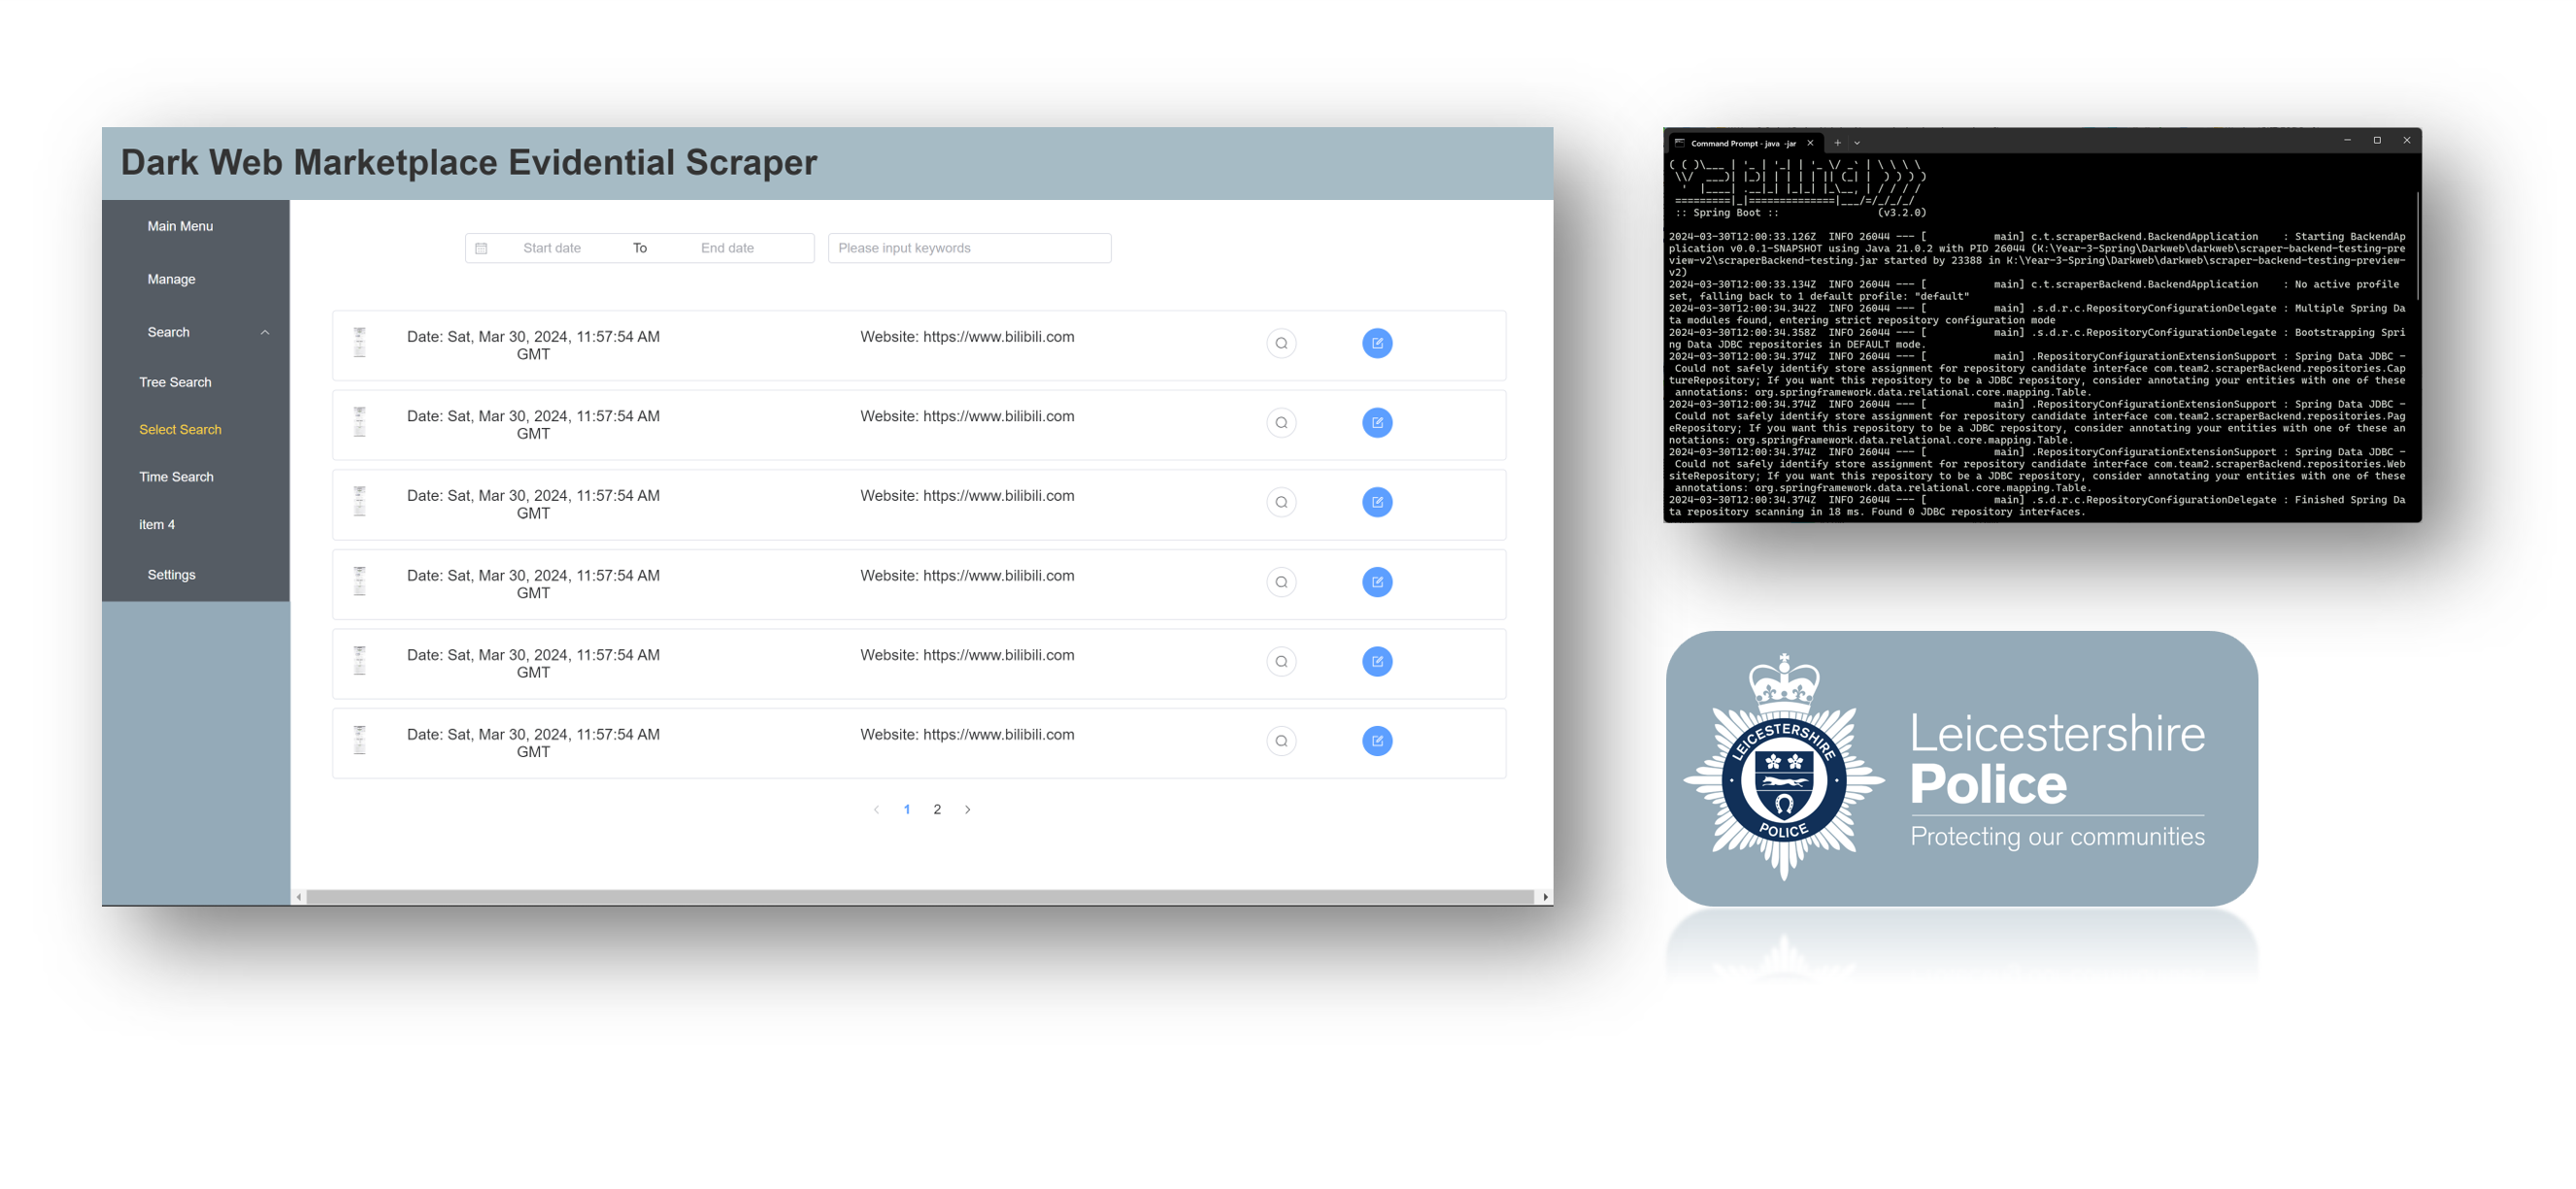 Dark Web Marketplace Evidential Scraper
Main Menu
Manage
Search
Tree Search
Select Search
Time Search
item 4
Settings
Start date To End date Please input keywords
Date: Sat, Mar 30, 2024, 11:57:54 AM
GMT
Website: https://www.bilibili.com
Date: Sat, Mar 30, 2024, 11:57:54 AM
GMT
Website: https://www.bilibili.com
Date: Sat, Mar 30, 2024, 11:57:54 AM
GMT
Website: https://www.bilibili.com
Date: Sat, Mar 30, 2024, 11:57:54 AM
GMT
Website: https://www.bilibili.com
Date: Sat, Mar 30, 2024, 11:57:54 AM
GMT
Website: https://www.bilibili.com
Date: Sat, Mar 30, 2024, 11:57:54 AM
GMT
Website: https://www.bilibili.com
1 2
Command Prompt - java -jar
:: Spring Boot :: (v3.2.0)
2024-03-30T12:00:33.126Z INFO 26044 --- [ main] c.t.scraperBackend.BackendApplication : Starting BackendAp
plication v0.0.1-SNAPSHOT using Java 21.0.2 with PID 26044 (K:\Year-3-Spring\Darkweb\darkweb\scraper-backend-testing-pre
view-v2\scraperBackend-testing.jar started by 23388 in K:\Year-3-Spring\Darkweb\darkweb\scraper-backend-testing-preview-
v2)
2024-03-30T12:00:33.134Z INFO 26044 --- [ main] c.t.scraperBackend.BackendApplication : No active profile
set, falling back to 1 default profile: "default"
2024-03-30T12:00:34.342Z INFO 26044 --- [ main] .s.d.r.c.RepositoryConfigurationDelegate : Multiple Spring Da
ta modules found, entering strict repository configuration mode
2024-03-30T12:00:34.358Z INFO 26044 --- [ main] .s.d.r.c.RepositoryConfigurationDelegate : Bootstrapping Spri
ng Data JDBC repositories in DEFAULT mode.
2024-03-30T12:00:34.374Z INFO 26044 --- [ main] .RepositoryConfigurationExtensionSupport : Spring Data JDBC -
Could not safely identify store assignment for repository candidate interface com.team2.scraperBackend.repositories.Cap
tureRepository; If you want this repository to be a JDBC repository, consider annotating your entities with one of these
annotations: org.springframework.data.relational.core.mapping.Table.
2024-03-30T12:00:34.374Z INFO 26044 --- [ main] .RepositoryConfigurationExtensionSupport : Spring Data JDBC -
Could not safely identify store assignment for repository candidate interface com.team2.scraperBackend.repositories.Pag
eRepository; If you want this repository to be a JDBC repository, consider annotating your entities with one of these an
notations: org.springframework.data.relational.core.mapping.Table.
2024-03-30T12:00:34.374Z INFO 26044 --- [ main] .RepositoryConfigurationExtensionSupport : Spring Data JDBC -
Could not safely identify store assignment for repository candidate interface com.team2.scraperBackend.repositories.Web
siteRepository; If you want this repository to be a JDBC repository, consider annotating your entities with one of these
annotations: org.springframework.data.relational.core.mapping.Table.
2024-03-30T12:00:34.374Z INFO 26044 --- [ main] .s.d.r.c.RepositoryConfigurationDelegate : Finished Spring Da
ta repository scanning in 18 ms. Found 0 JDBC repository interfaces.
LEICESTERSHIRE
POLICE
Leicestershire
Police
Protecting our communities